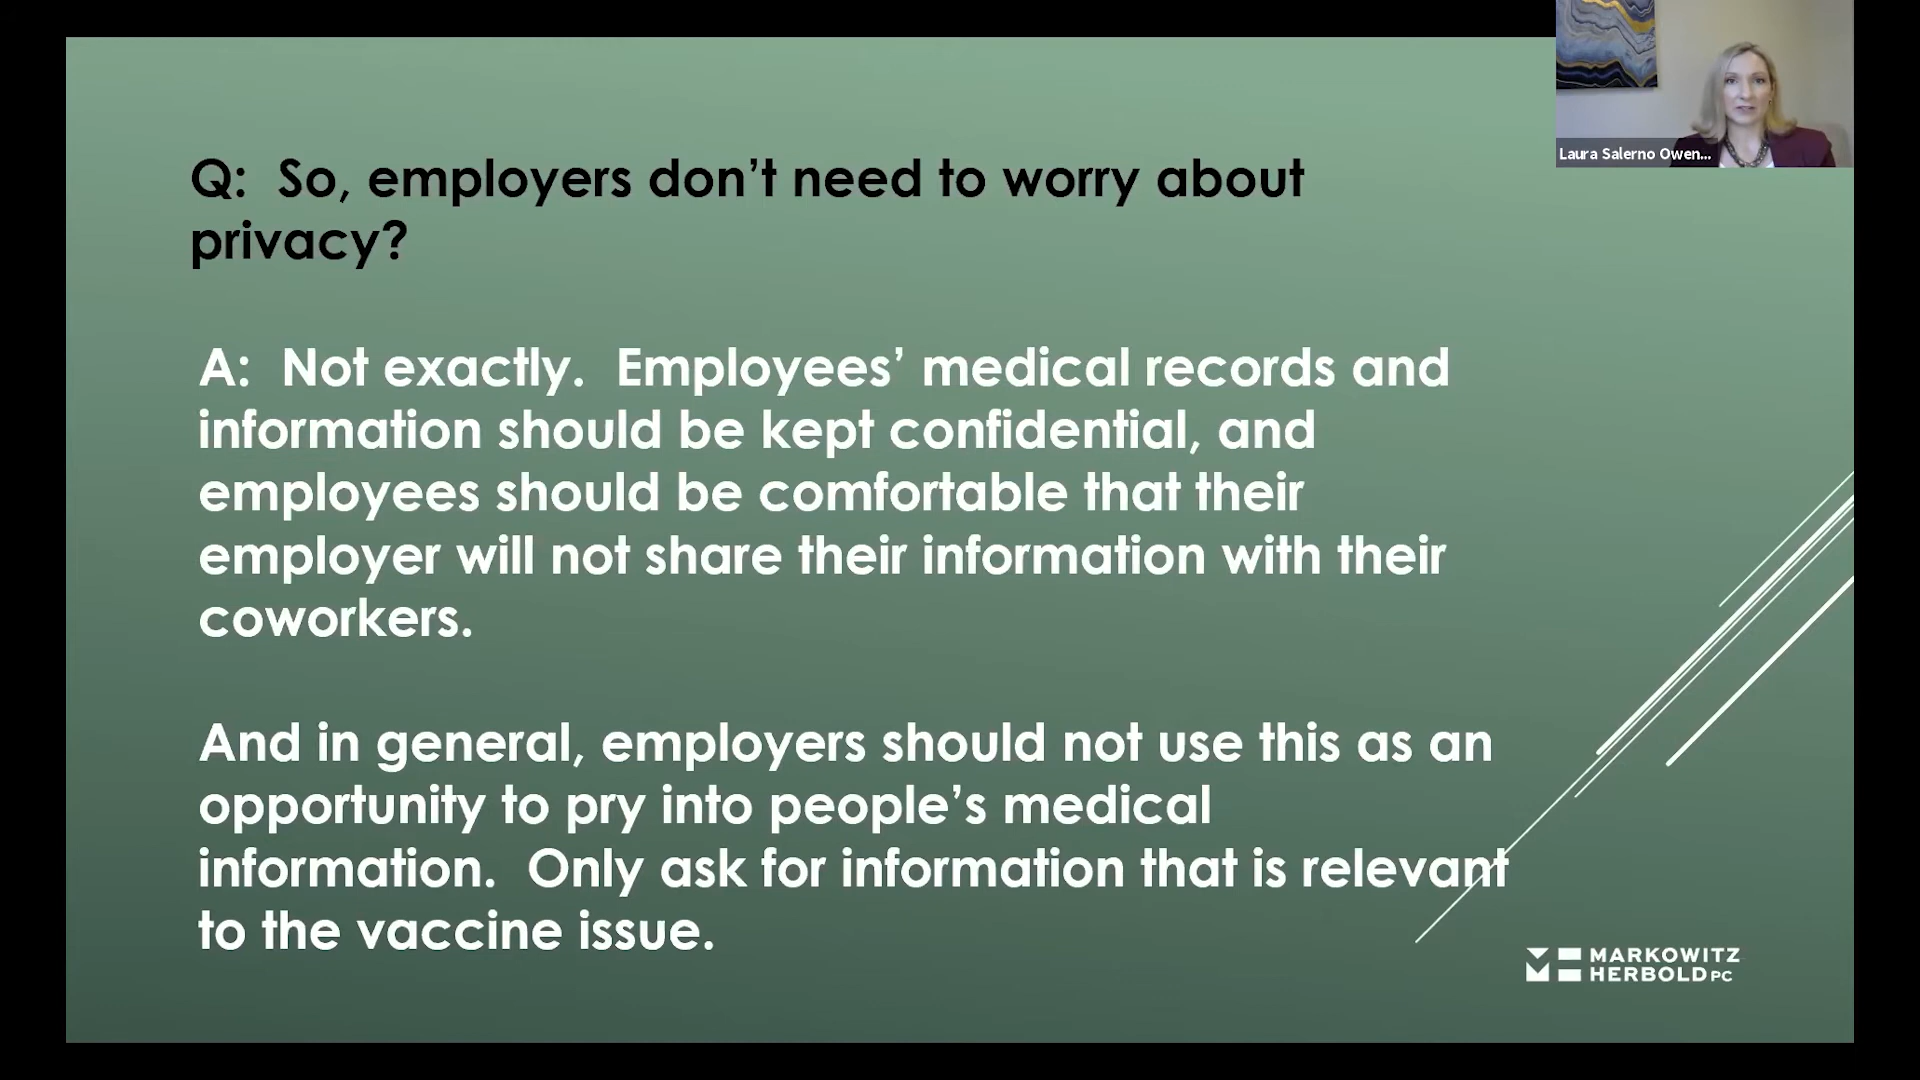 Laura Salerno Owen...
Q: So, employers don't need to worry about
privacy?
A: Not exactly. Employees' medical records and
information should be kept confidential, and
employees should be comfortable that their
employer will not share their information with their
coworkers.
And in general, employers should not use this as an
opportunity to pry into people's medical
information. Only ask for information that is relevant
to the vaccine issue.
MARKOWITZ
HERBOLD PC